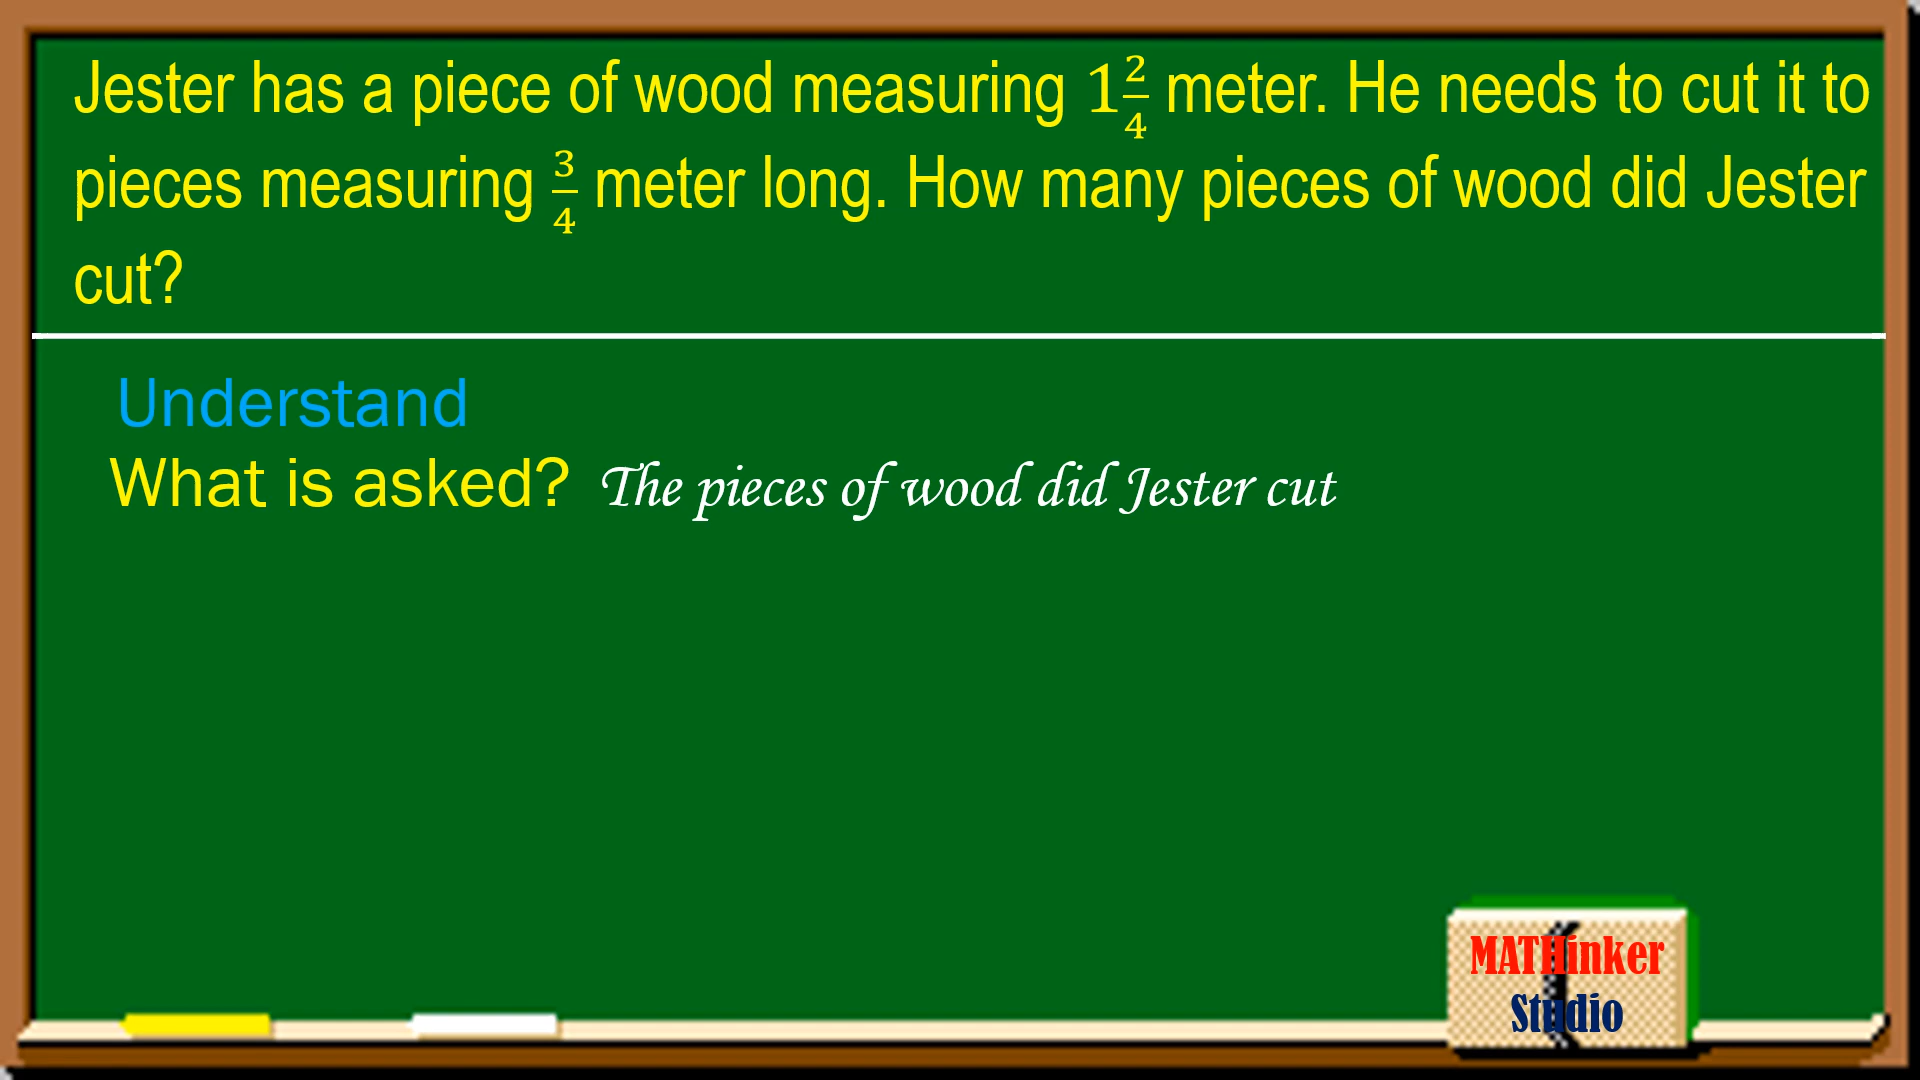 Jester has a piece of wood measuring 1 2/4 meter. He needs to cut it to
pieces measuring 3/4 meter long. How many pieces of wood did Jester
cut?
Understand
What is asked? The pieces of wood did Jester cut
MATHinker
Studio